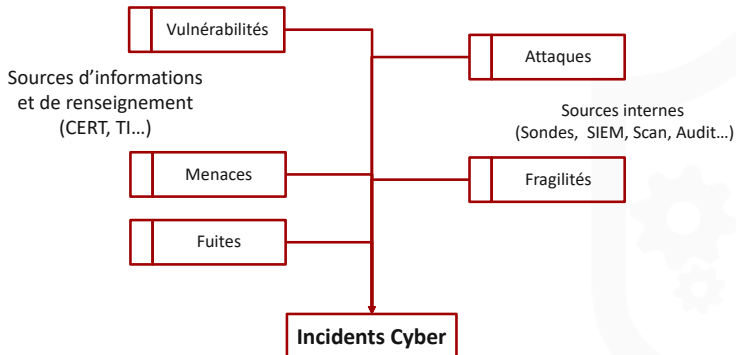 Vulnérabilités
Attaques
Sources d'informations
et de renseignement
(CERT, TI...)
Sources internes
(Sondes, SIEM, Scan, Audit...)
Menaces
Fragilités
Fuites
Incidents Cyber